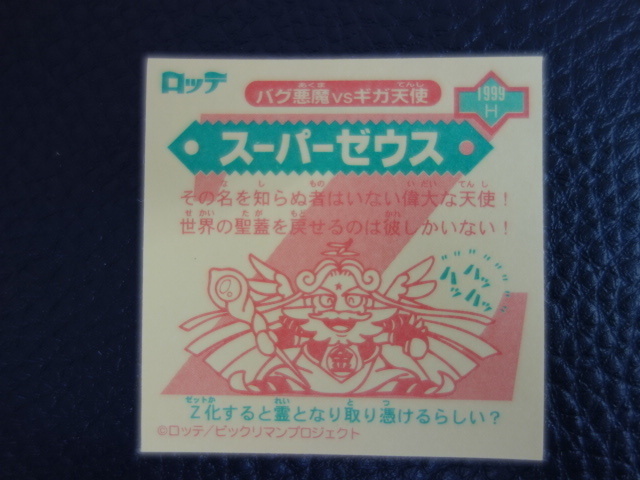 ロッテ
バグ悪魔VSギガ天使
1999
H
スーパーゼウス
その名を知らぬ者はいない偉大な天使！
世界の聖蓋を戻せるのは彼しかいない！
ハッ
ハッ
ハッ
金
Z化すると霊となり取り憑けるらしい？
©ロッテ/ビックリマンプロジェクト